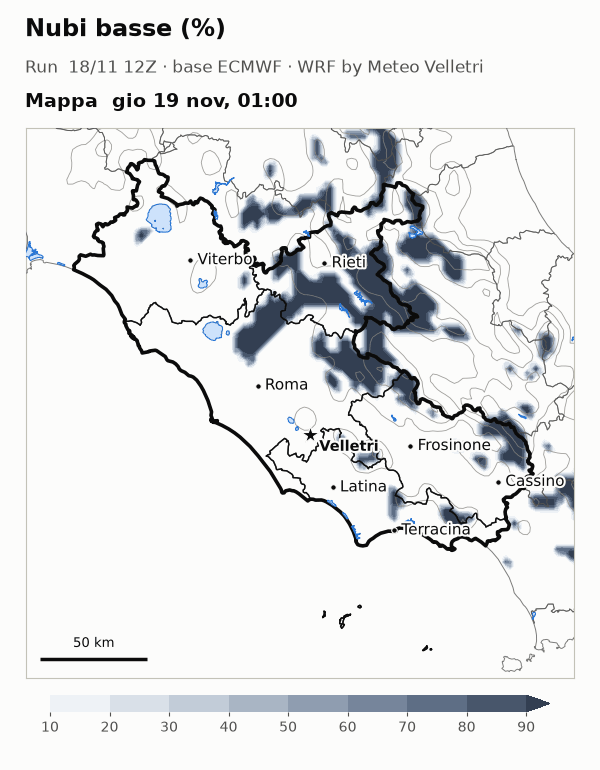 Nubi basse (%)
Run  18/11 12Z · base ECMWF · WRF by Meteo Velletri
Mappa  gio 19 nov, 01:00
Viterbo
Rieti
Roma
Velletri
Frosinone
Cassino
Latina
Terracina
50 km
10 20 30 40 50 60 70 80 90